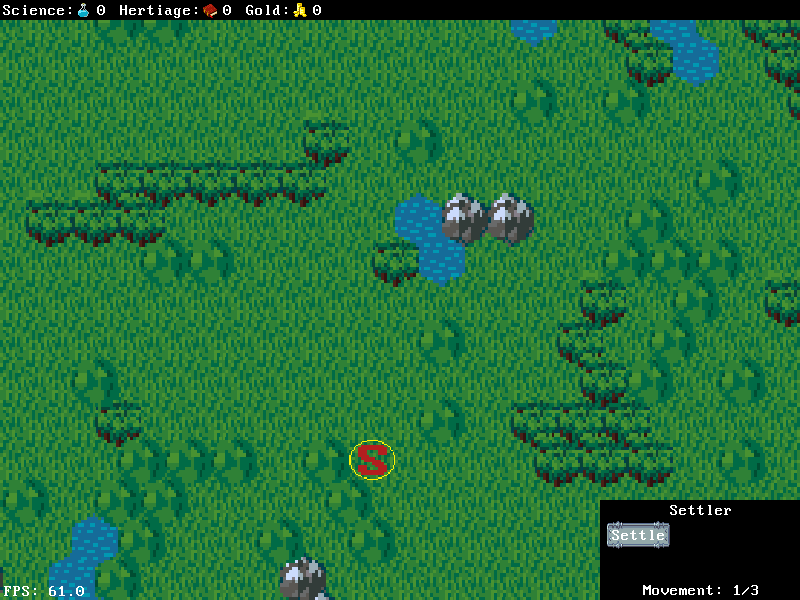 Science: 0 Hertiage: 0 Gold: 0
S
Settler
Settle
FPS: 61.0
Movement: 1/3